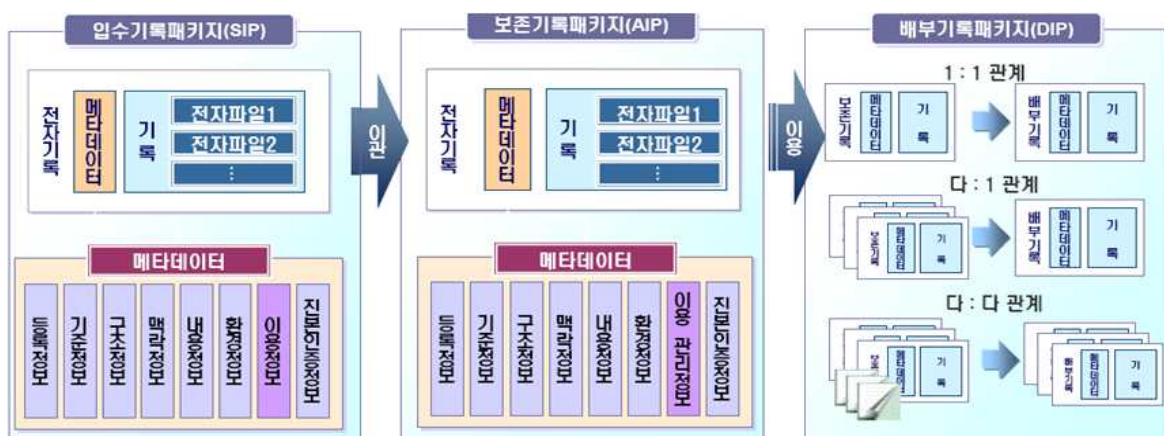 입수기록패키지(SIP)
전자기록
메타데이터
기록
전자파일1
전자파일2
⋮
메타데이터
등록정보
기준정보
구조정보
맥락정보
내용정보
환경정보
이용정보
진본인증정보
이관
보존기록패키지(AIP)
전자기록
메타데이터
기록
전자파일1
전자파일2
⋮
메타데이터
등록정보
기준정보
구조정보
맥락정보
내용정보
환경정보
이용 관리정보
진본인증정보
이용
배부기록패키지(DIP)
1 : 1 관계
보존기록
메타데이터
기 록
배부기록
메타데이터
기 록
다 : 1 관계
보존기록
메타데이터
기 록
배부기록
메타데이터
기 록
다 : 다 관계
메타데이터
기 록
배부기록
메타데이터
기 록